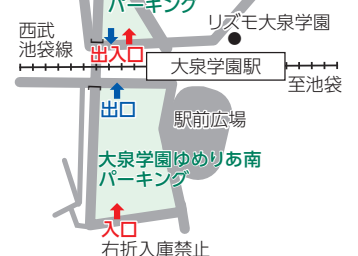 パーキング
リズモ大泉学園
西武
池袋線
出入口
大泉学園駅
至池袋
出口
駅前広場
大泉学園ゆめりあ南
パーキング
入口
右折入庫禁止